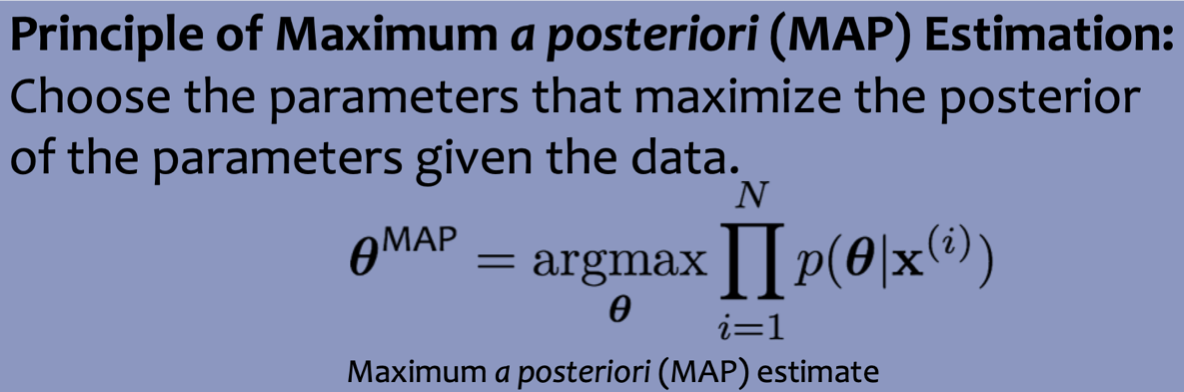 Principle of Maximum a posteriori (MAP) Estimation:
Choose the parameters that maximize the posterior
of the parameters given the data.
θ^MAP = argmax_θ ∏_{i=1}^{N} p(θ|x^(i))
Maximum a posteriori (MAP) estimate